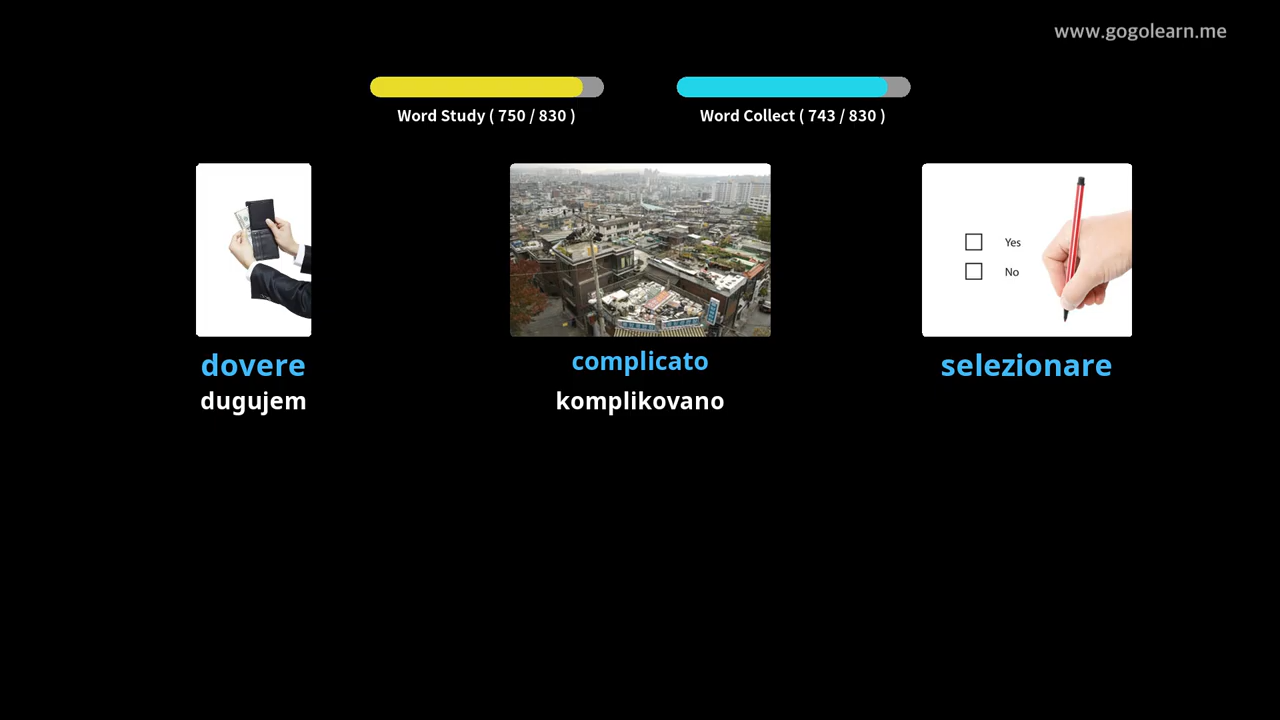 www.gogolearn.me
Word Study ( 750 / 830 )
Word Collect ( 743 / 830 )
Yes
No
dovere
dugujem
complicato
komplikovano
selezionare